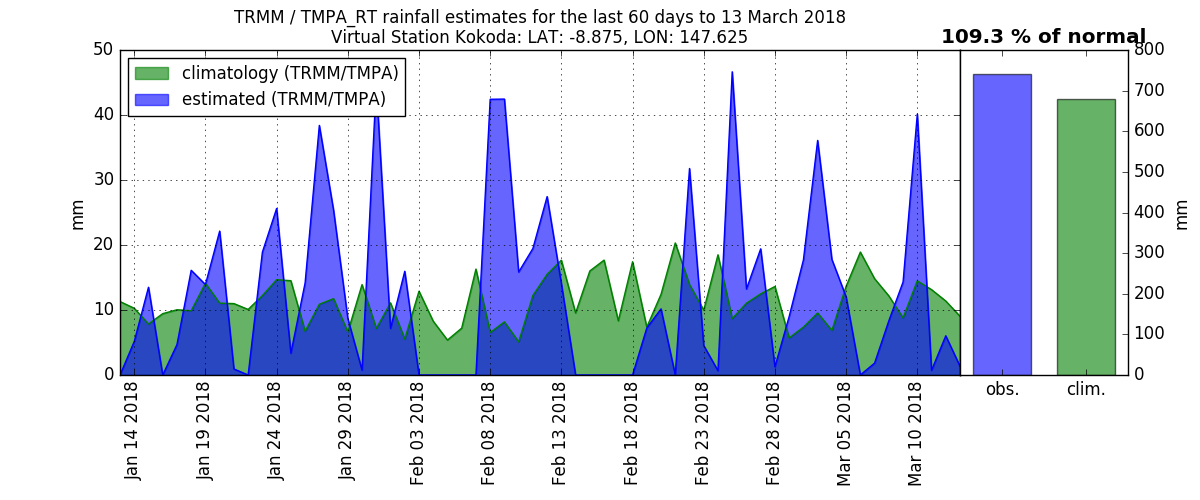 TRMM / TMPA_RT rainfall estimates for the last 60 days to 13 March 2018
Virtual Station Kokoda: LAT: -8.875, LON: 147.625
109.3 % of normal
climatology (TRMM/TMPA)
estimated (TRMM/TMPA)
50
40
30
20
10
0
mm
800
700
600
500
400
300
200
100
0
mm
obs.
clim.
Jan 14 2018
Jan 19 2018
Jan 24 2018
Jan 29 2018
Feb 03 2018
Feb 08 2018
Feb 13 2018
Feb 18 2018
Feb 23 2018
Feb 28 2018
Mar 05 2018
Mar 10 2018